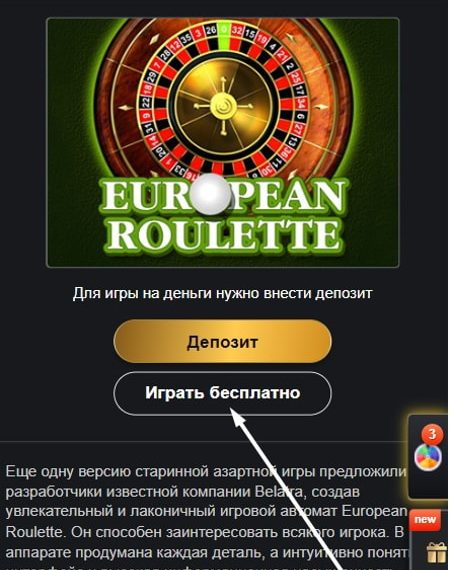 EUROPEAN
ROULETTE
Для игры на деньги нужно внести депозит
Депозит
Играть бесплатно
3
Еще одну версию старинной азартной игры предложили
разработчики известной компании Belatra, создав
увлекательный и лаконичный игровой автомат European
Roulette. Он способен заинтересовать всякого игрока. В
new
аппарате продумана каждая деталь, а интуитивно понят